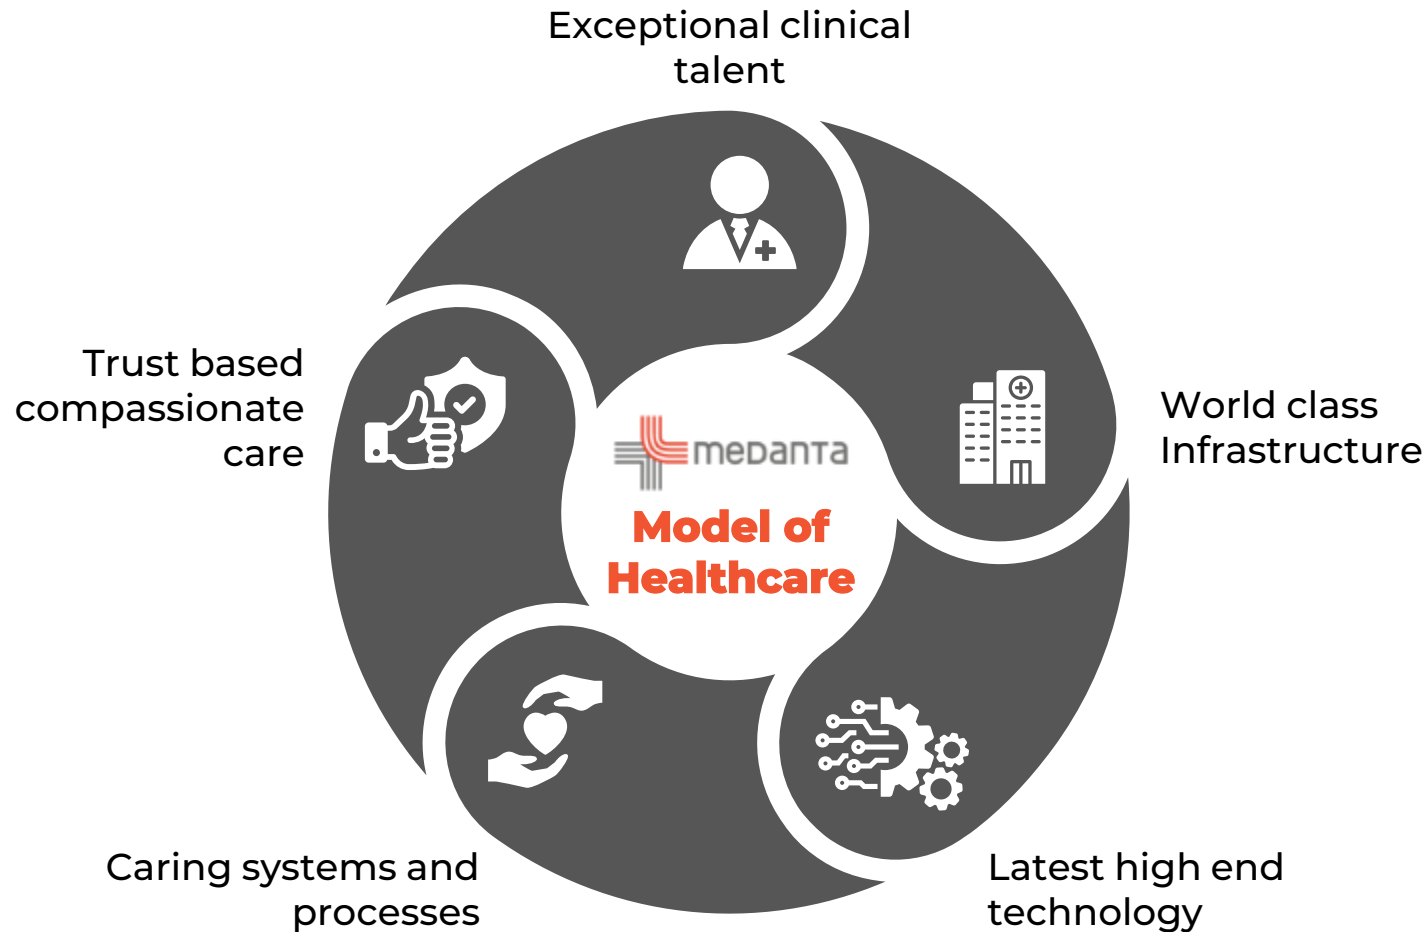 Exceptional clinical
talent
Trust based
compassionate
care
World class
Infrastructure
meDanTa
Model of
Healthcare
Caring systems and
processes
Latest high end
technology